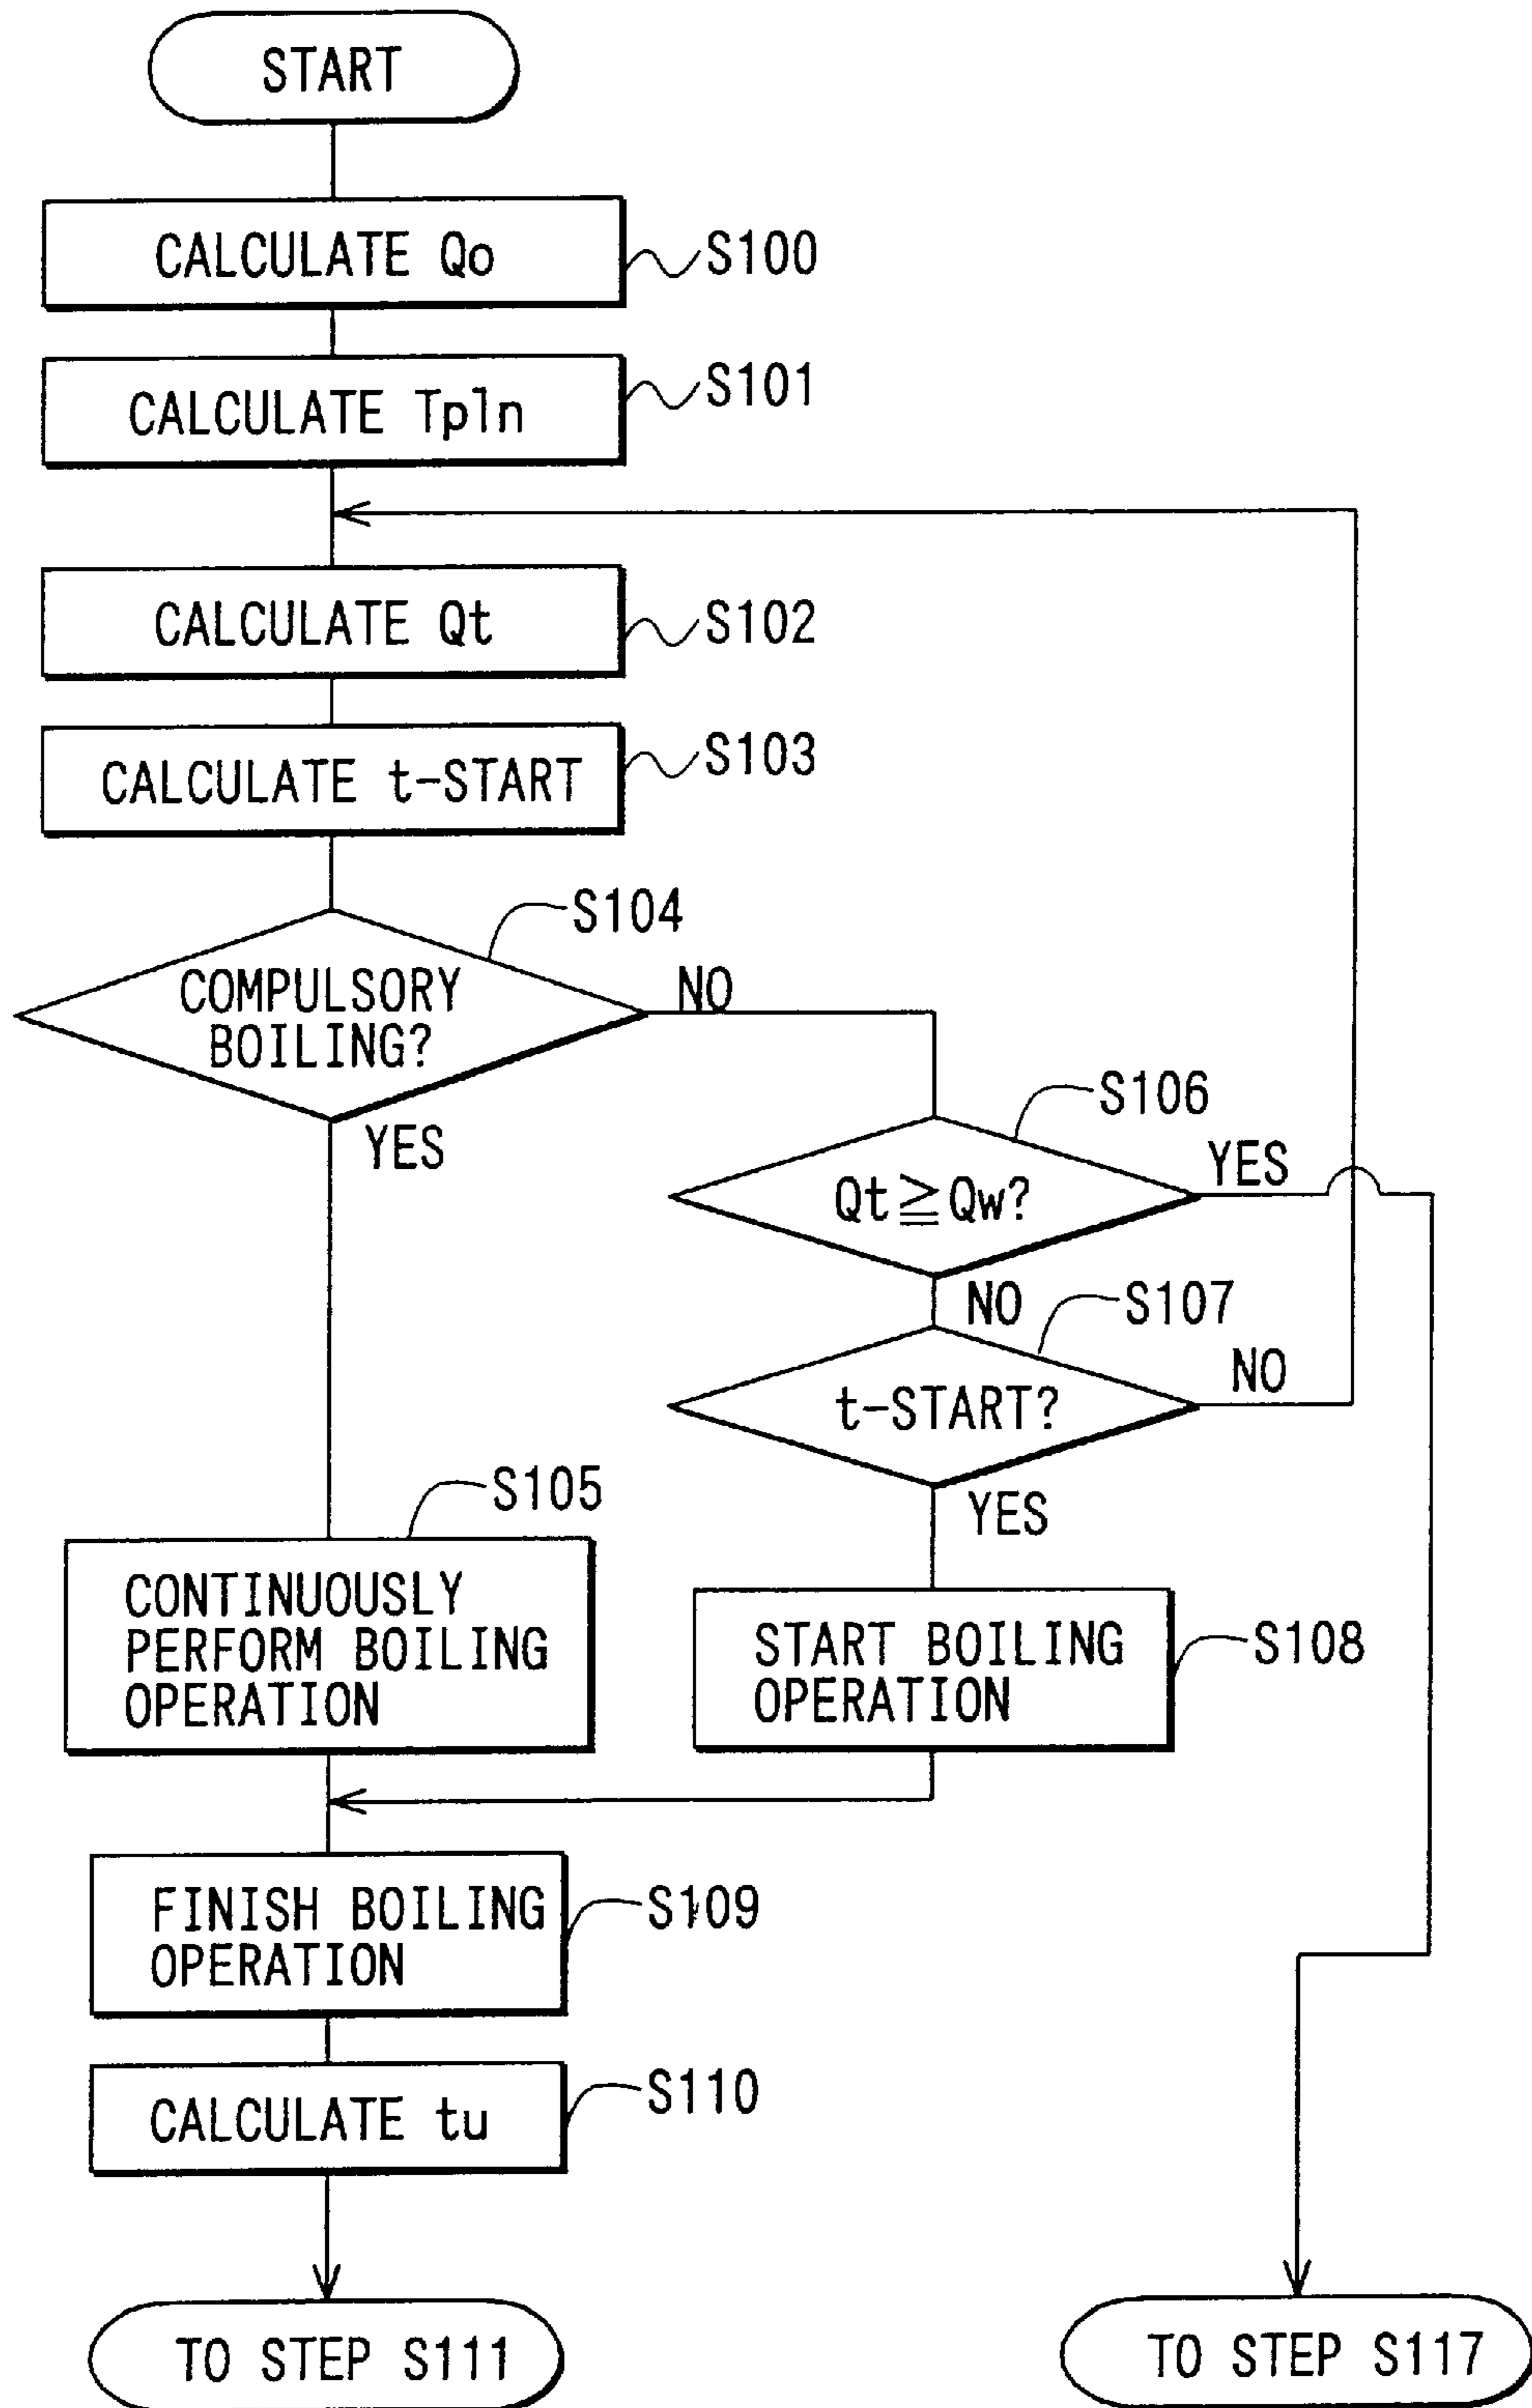 START
CALCULATE Qo
S100
CALCULATE Tpln
S101
CALCULATE Qt
S102
CALCULATE t-START
S103
S104
COMPULSORY
BOILING?
NO
YES
S106
Qt≧Qw?
YES
NO
S107
t-START?
NO
YES
S105
CONTINUOUSLY
PERFORM BOILING
OPERATION
START BOILING
OPERATION
S108
FINISH BOILING
OPERATION
S109
CALCULATE tu
S110
TO STEP S111
TO STEP S117